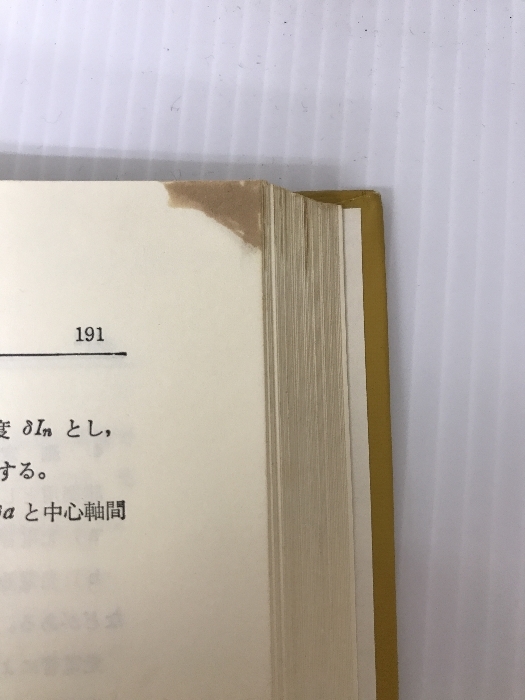 191
度 δIn とし,
する。
a と中心軸間